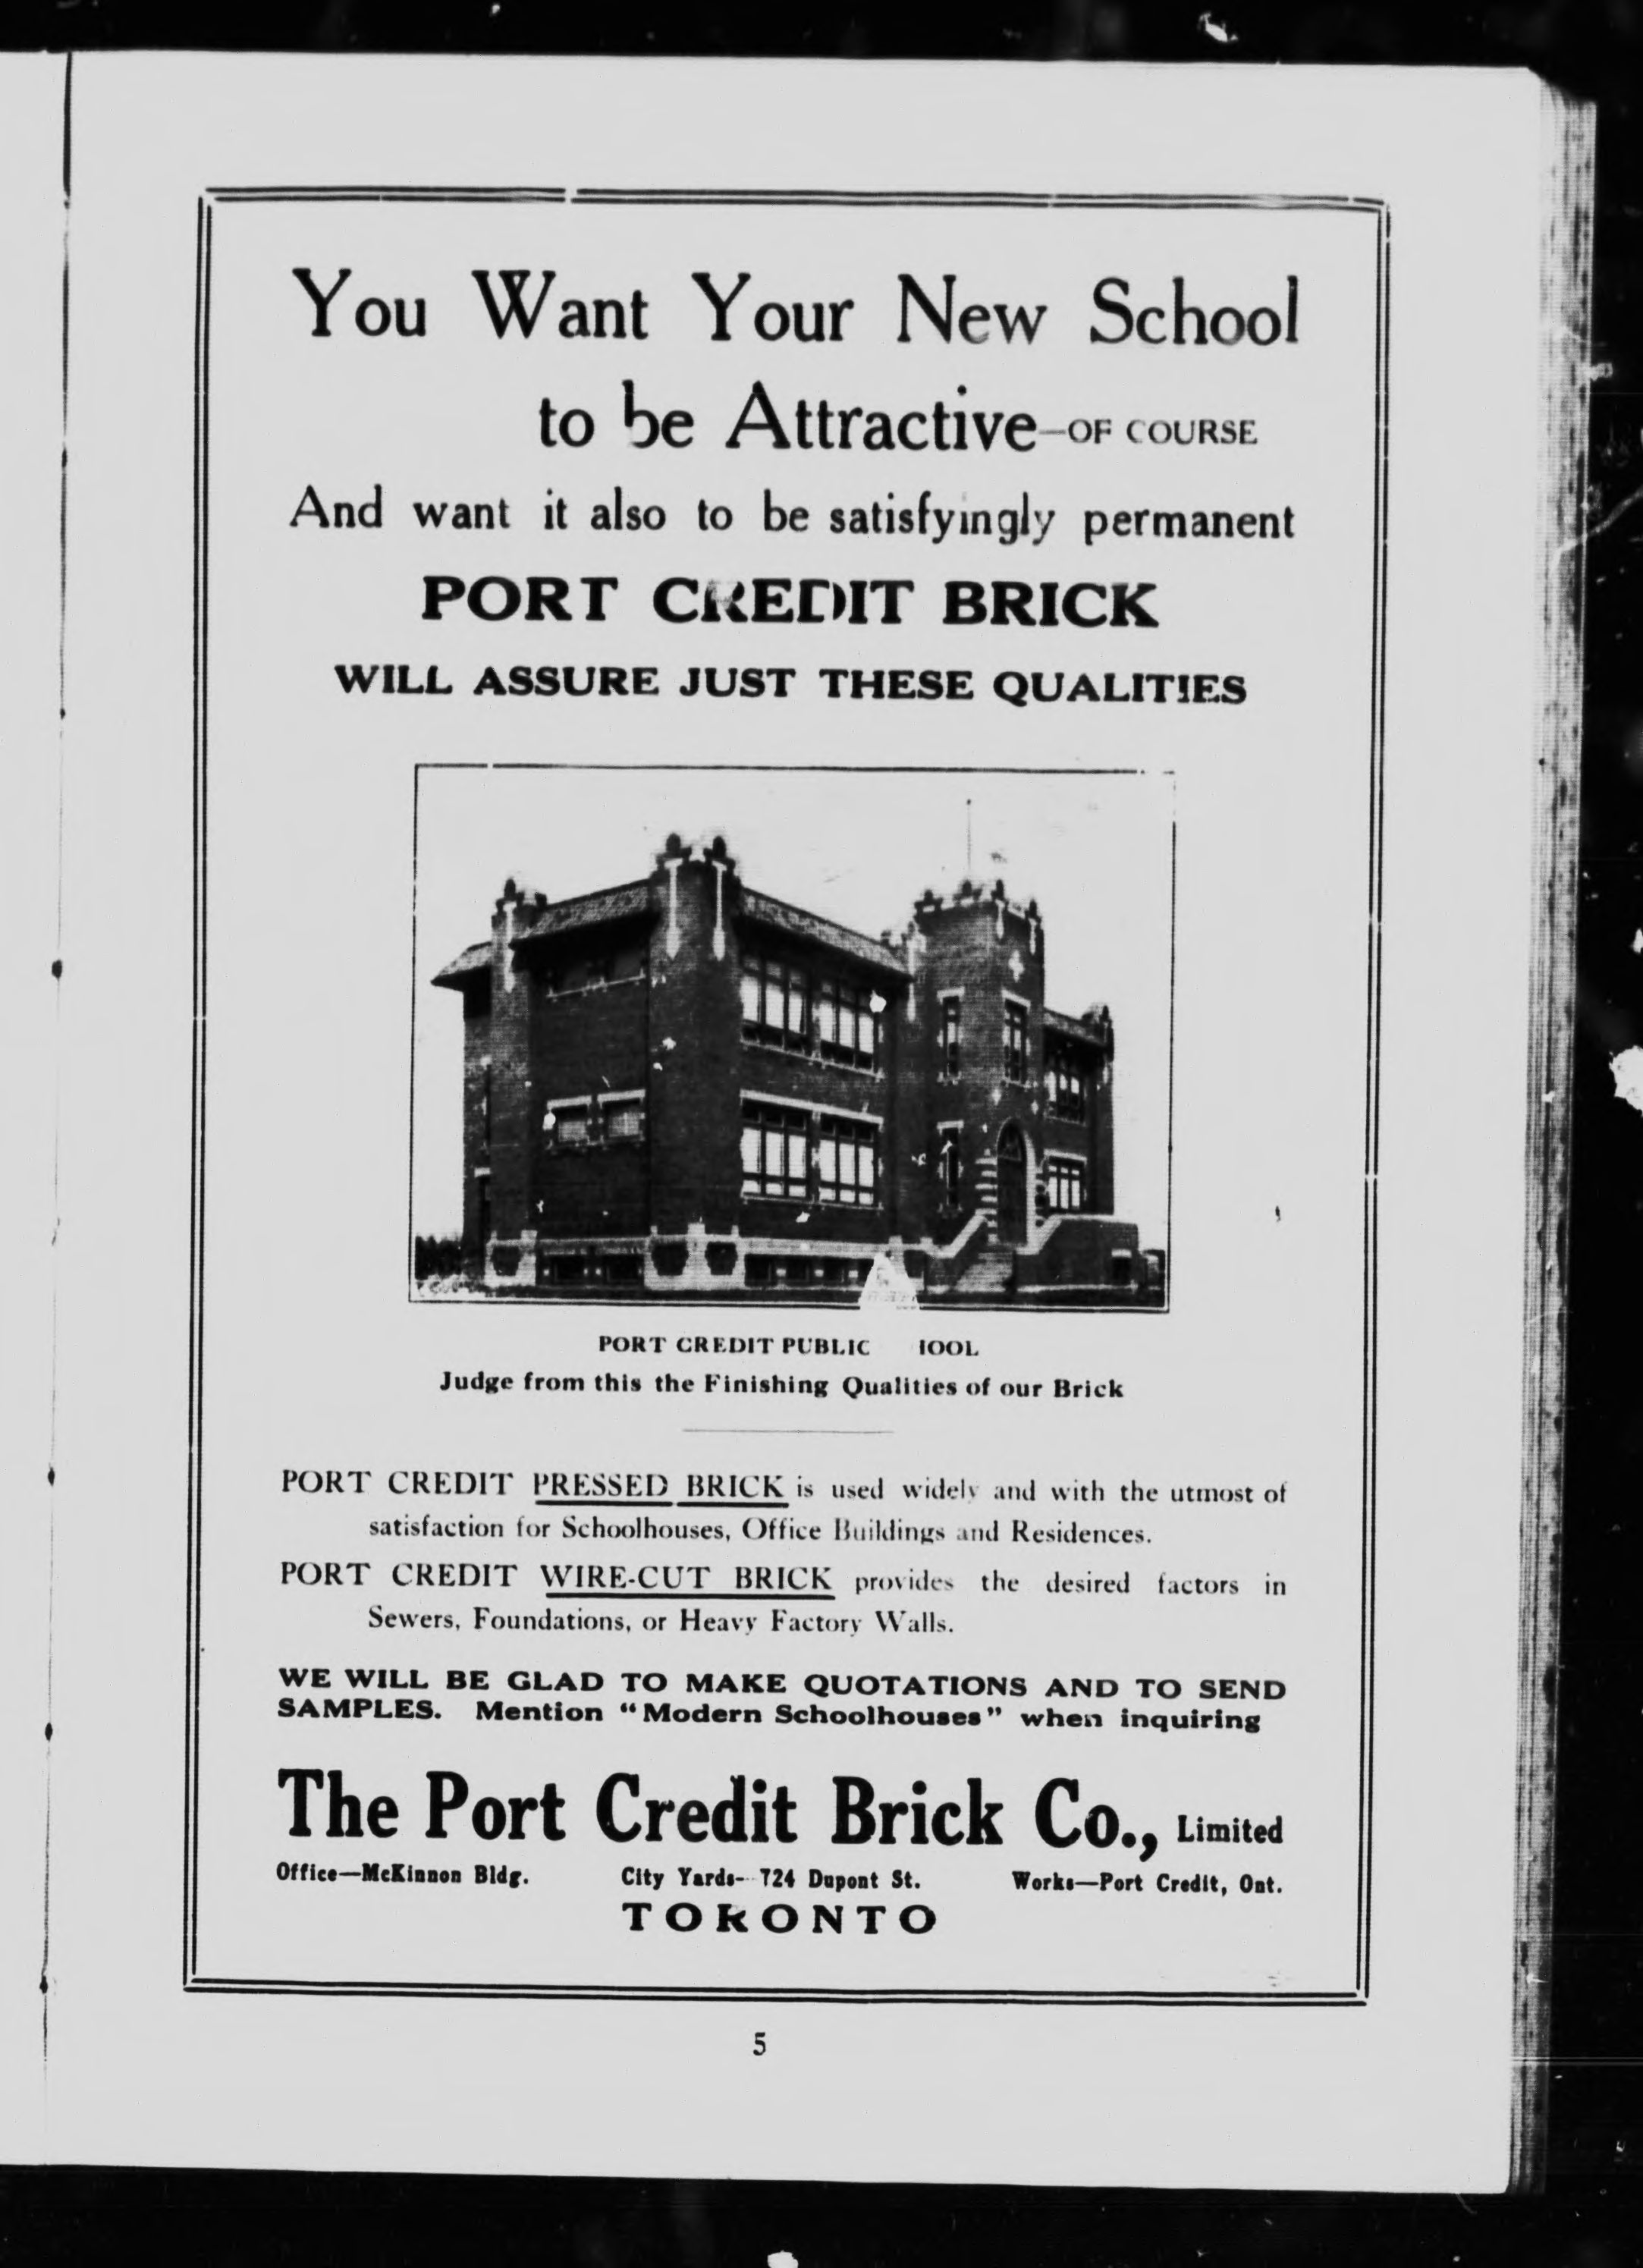 You Want Your New School
to be Attractive—OF COURSE
And want it also to be satisfyingly permanent
PORT CREDIT BRICK
WILL ASSURE JUST THESE QUALITIES
PORT CREDIT PUBLIC HOOL
Judge from this the Finishing Qualities of our Brick
PORT CREDIT PRESSED BRICK is used widely and with the utmost of
satisfaction for Schoolhouses, Office Buildings and Residences.
PORT CREDIT WIRE-CUT BRICK provides the desired factors in
Sewers, Foundations, or Heavy Factory Walls.
WE WILL BE GLAD TO MAKE QUOTATIONS AND TO SEND
SAMPLES. Mention "Modern Schoolhouses" when inquiring
The Port Credit Brick Co., Limited
Office—McKinnon Bldg. City Yards—724 Dupont St. Works—Port Credit, Ont.
TORONTO
5